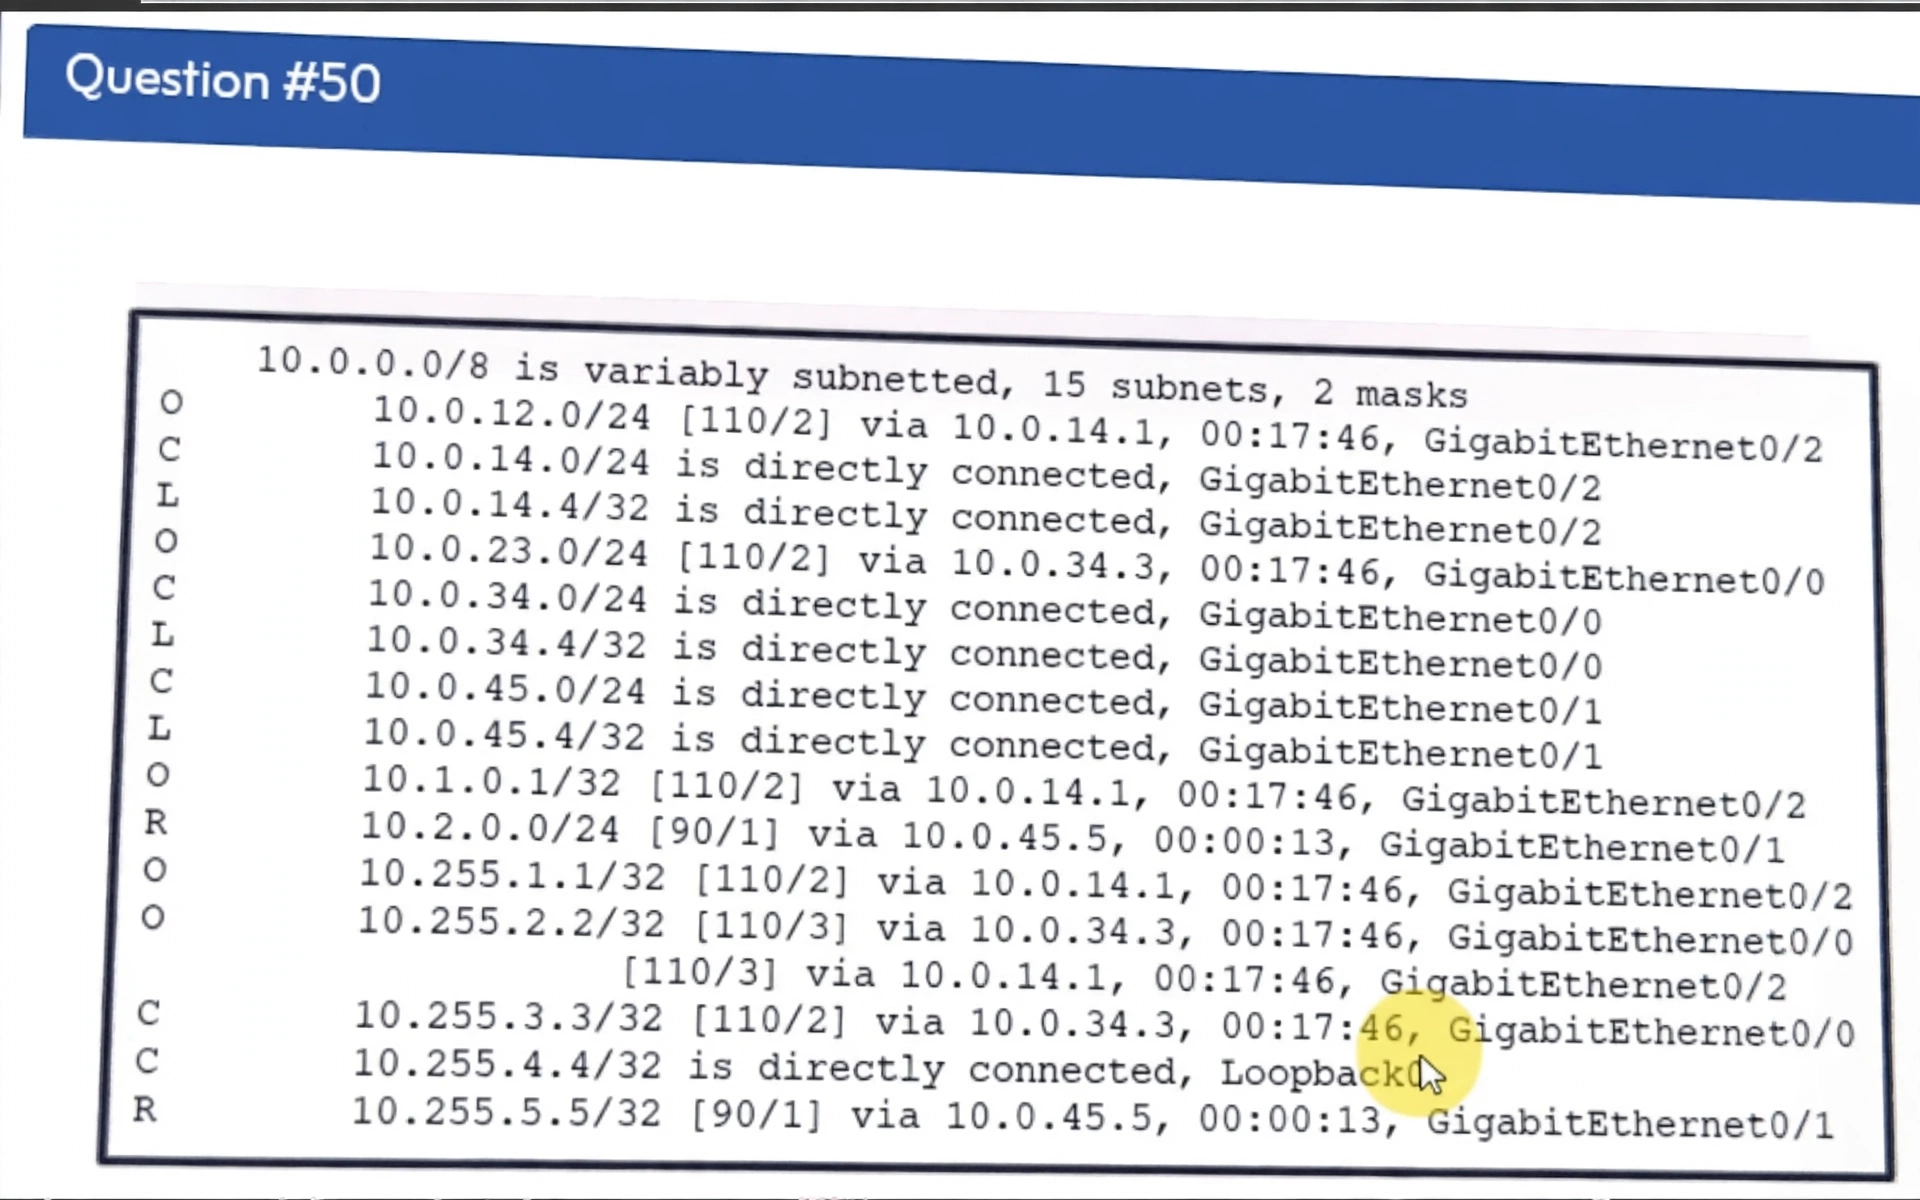 Question #50
10.0.0.0/8 is variably subnetted, 15 subnets, 2 masks
O 10.0.12.0/24 [110/2] via 10.0.14.1, 00:17:46, GigabitEthernet0/2
C 10.0.14.0/24 is directly connected, GigabitEthernet0/2
L 10.0.14.4/32 is directly connected, GigabitEthernet0/2
O 10.0.23.0/24 [110/2] via 10.0.34.3, 00:17:46, GigabitEthernet0/0
C 10.0.34.0/24 is directly connected, GigabitEthernet0/0
L 10.0.34.4/32 is directly connected, GigabitEthernet0/0
C 10.0.45.0/24 is directly connected, GigabitEthernet0/1
L 10.0.45.4/32 is directly connected, GigabitEthernet0/1
O 10.1.0.1/32 [110/2] via 10.0.14.1, 00:17:46, GigabitEthernet0/2
R 10.2.0.0/24 [90/1] via 10.0.45.5, 00:00:13, GigabitEthernet0/1
O 10.255.1.1/32 [110/2] via 10.0.14.1, 00:17:46, GigabitEthernet0/2
O 10.255.2.2/32 [110/3] via 10.0.34.3, 00:17:46, GigabitEthernet0/0
[110/3] via 10.0.14.1, 00:17:46, GigabitEthernet0/2
C 10.255.3.3/32 [110/2] via 10.0.34.3, 00:17:46, GigabitEthernet0/0
C 10.255.4.4/32 is directly connected, Loopback0
R 10.255.5.5/32 [90/1] via 10.0.45.5, 00:00:13, GigabitEthernet0/1